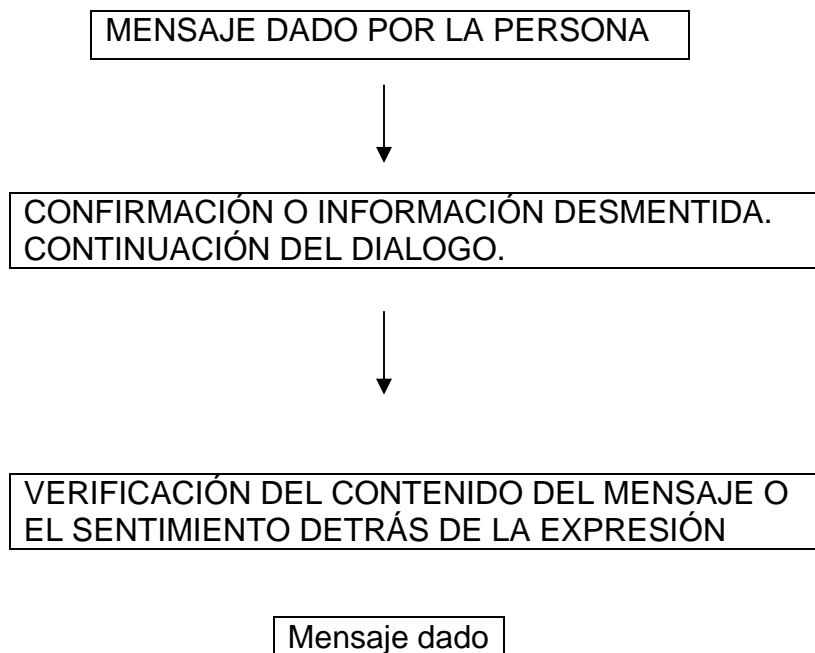 MENSAJE DADO POR LA PERSONA
CONFIRMACIÓN O INFORMACIÓN DESMENTIDA.
CONTINUACIÓN DEL DIALOGO.
VERIFICACIÓN DEL CONTENIDO DEL MENSAJE O
EL SENTIMIENTO DETRÁS DE LA EXPRESIÓN
Mensaje dado